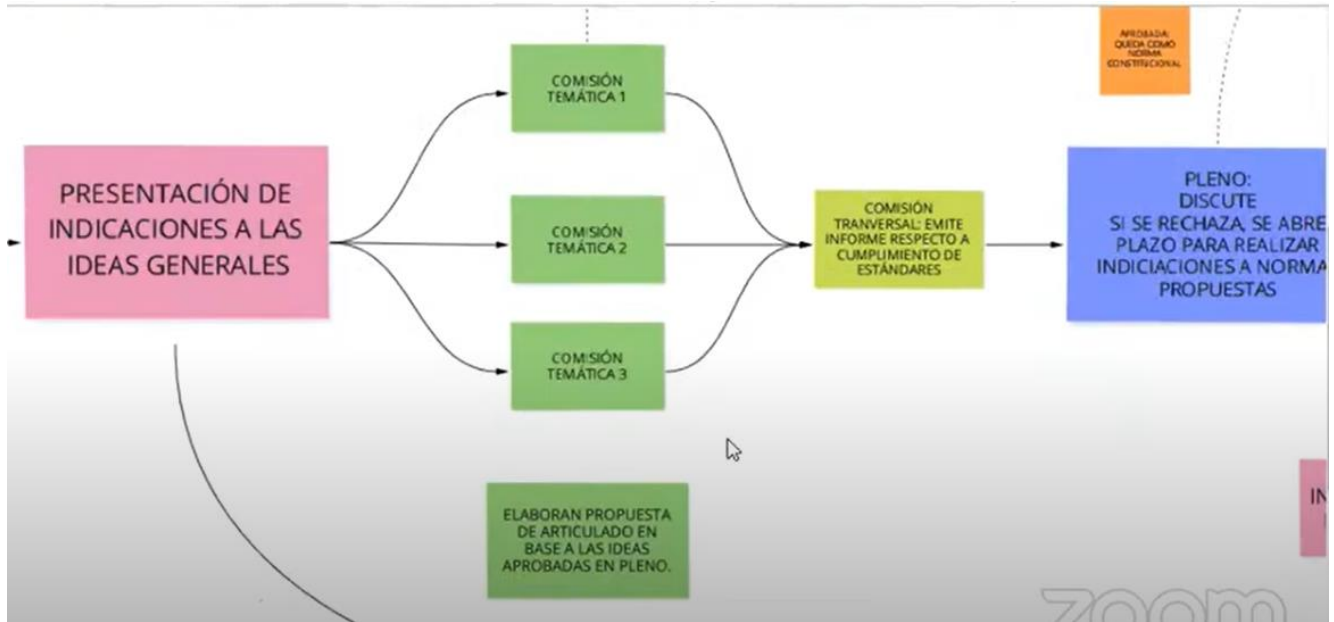 PRESENTACIÓN DE
INDICACIONES A LAS
IDEAS GENERALES
COMISIÓN
TEMÁTICA 1
COMISIÓN
TEMÁTICA 2
COMISIÓN
TEMÁTICA 3
ELABORAN PROPUESTA
DE ARTICULADO EN
BASE A LAS IDEAS
APROBADAS EN PLENO.
COMISIÓN
TRANVERSAL: EMITE
INFORME RESPECTO A
CUMPLIMIENTO DE
ESTÁNDARES
APROBADA:
QUEDA COMO
NORMA
CONSTITUCIONAL
PLENO:
DISCUTE
SI SE RECHAZA, SE ABRE
PLAZO PARA REALIZAR
INDICIACIONES A NORMA
PROPUESTAS
IN
zoom